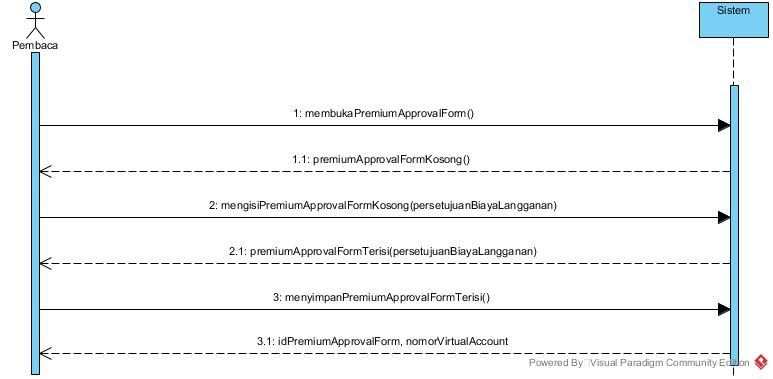 Sistem
Pembaca
1: membukaPremiumApprovalForm()
1.1: premiumApprovalFormKosong()
2: mengisiPremiumApprovalFormKosong(persetujuanBiayaLangganan)
2.1: premiumApprovalFormTerisi(persetujuanBiayaLangganan)
3: menyimpanPremiumApprovalFormTerisi()
3.1: idPremiumApprovalForm, nomorVirtualAccount
Powered By Visual Paradigm Community Edition